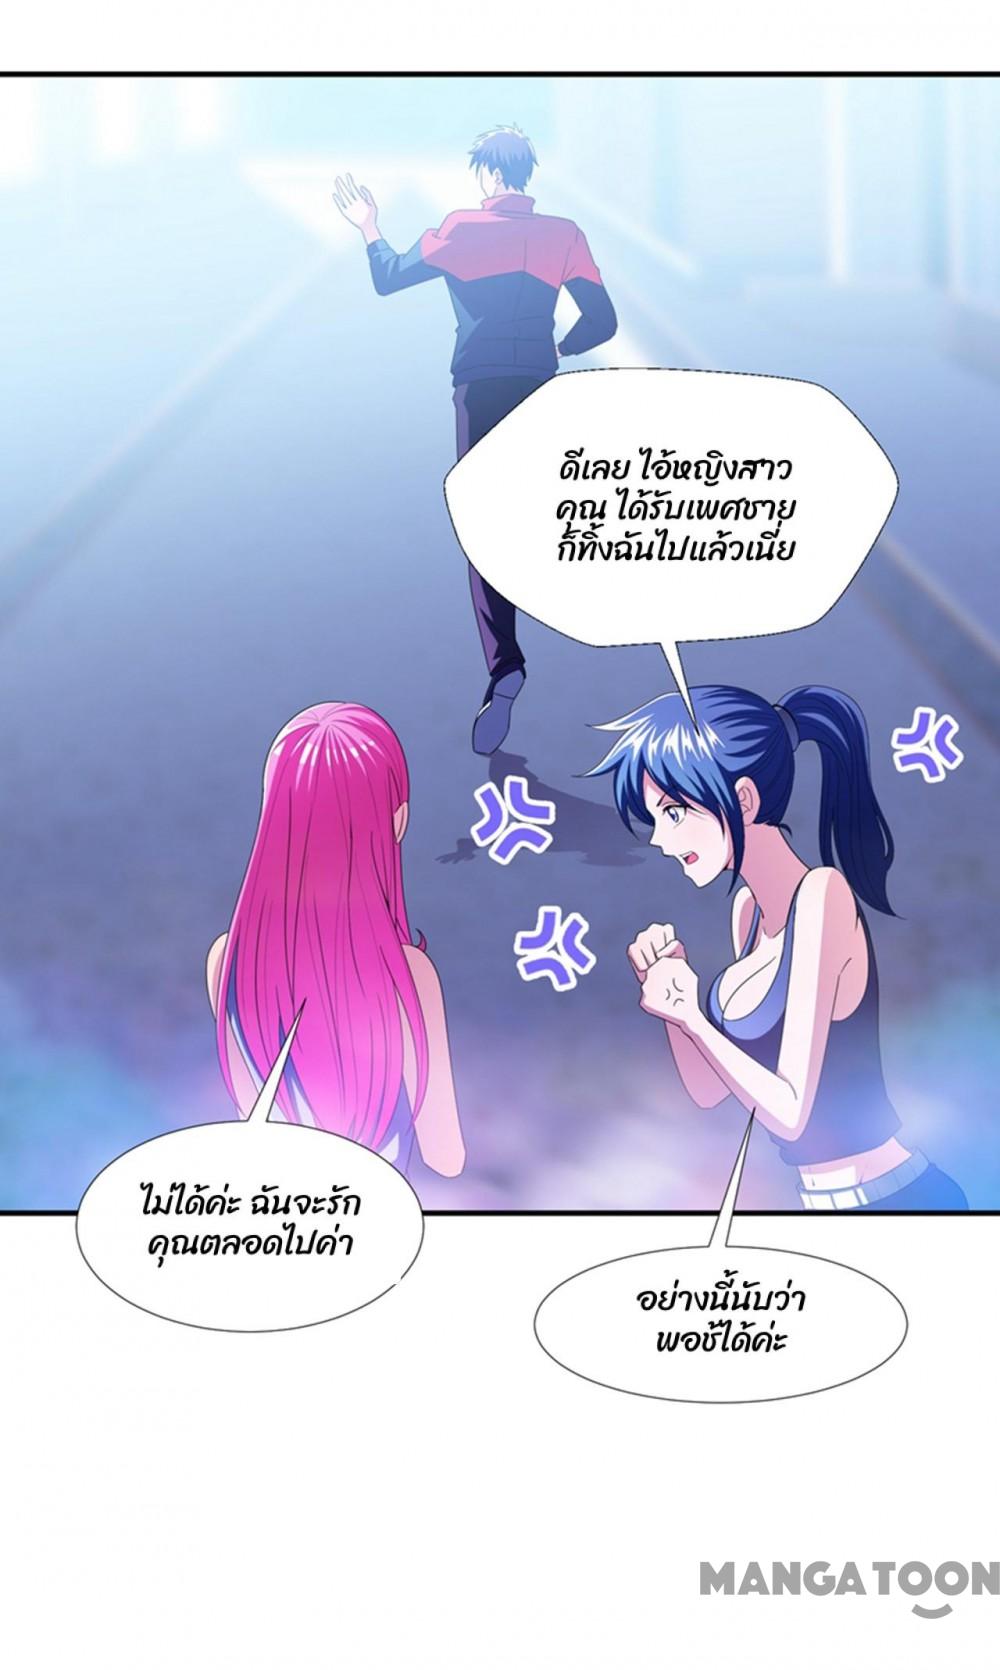 ดีเลย ไอ้หญิงสาว
คุณ ได้รับเพศชาย
ก็ทิ้งฉันไปแล้วเนี่ย
ไม่ได้ค่ะ ฉันจะรัก
คุณตลอดไปค่า
อย่างนี้นับว่า
พอช้ได้ค่ะ
MANGATOON